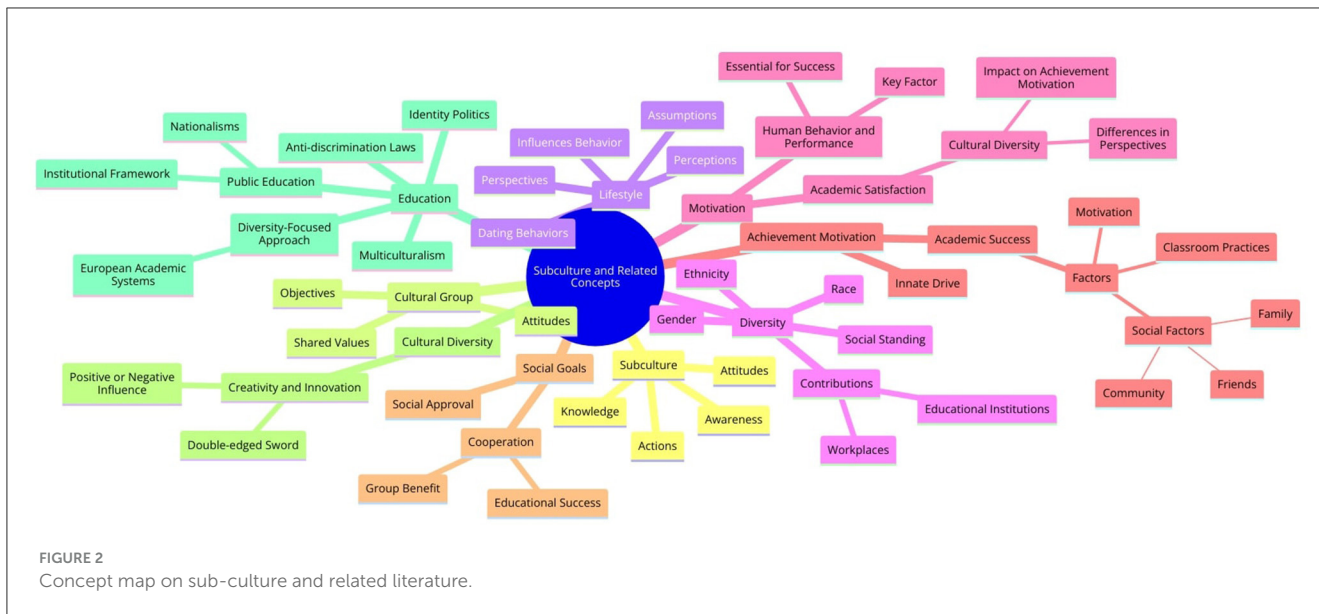 Essential for Success
Key Factor
Human Behavior and
Performance
Impact on Achievement
Motivation
Cultural Diversity
Differences in
Perspectives
Academic Satisfaction
Motivation
Assumptions
Influences Behavior
Perceptions
Perspectives
Lifestyle
Dating Behaviors
Identity Politics
Nationalisms
Anti-discrimination Laws
Institutional Framework
Public Education
Education
Diversity-Focused
Approach
Multiculturalism
European Academic
Systems
Subculture and Related
Concepts
Achievement Motivation
Academic Success
Innate Drive
Motivation
Classroom Practices
Factors
Social Factors
Family
Friends
Community
Ethnicity
Race
Gender
Diversity
Social Standing
Contributions
Educational Institutions
Workplaces
Objectives
Cultural Group
Attitudes
Shared Values
Cultural Diversity
Positive or Negative
Influence
Creativity and Innovation
Double-edged Sword
Social Goals
Social Approval
Cooperation
Group Benefit
Educational Success
Subculture
Attitudes
Knowledge
Awareness
Actions
FIGURE 2
Concept map on sub-culture and related literature.